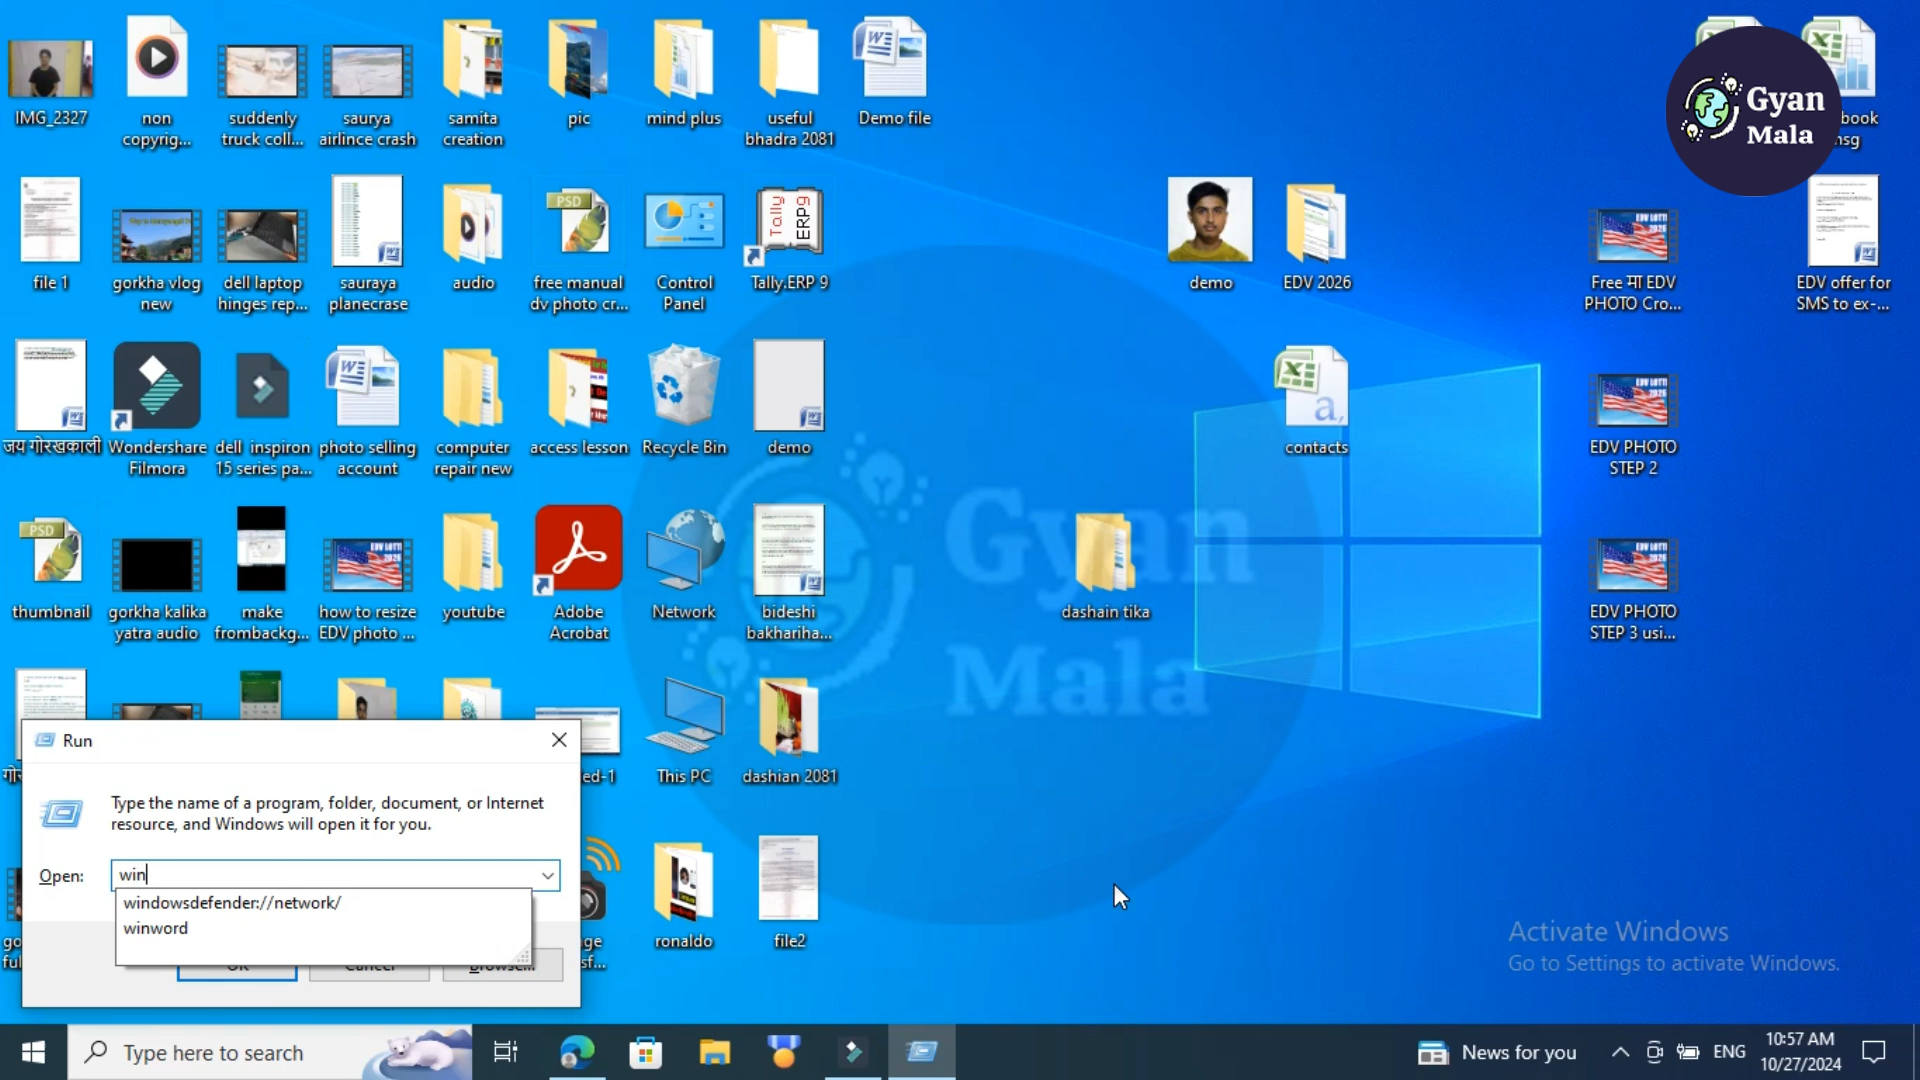 IMG_2327
non
copyrig...
suddenly
truck coll...
saurya
airlince crash
samita
creation
pic
mind plus
useful
bhadra 2081
Demo file
book
msg
Gyan
Mala
file 1
gorkha vlog
new
dell laptop
hinges rep...
sauraya
planecrase
audio
PSD
free manual
dv photo cr...
Control
Panel
Tally
ERP9
Tally.ERP 9
demo
EDV 2026
Free मा EDV
PHOTO Cro...
EDV offer for
SMS to ex-...
जय गोरखकाली
Wondershare
Filmora
dell inspiron
15 series pa...
photo selling
account
computer
repair new
access lesson
Recycle Bin
demo
contacts
EDV PHOTO
STEP 2
PSD
thumbnail
gorkha kalika
yatra audio
make
frombackg...
how to resize
EDV photo ...
youtube
Adobe
Acrobat
Network
bideshi
bakhariha...
dashain tika
EDV PHOTO
STEP 3 usi...
Gyan
Mala
ed-1
This PC
dashian 2081
Run
Type the name of a program, folder, document, or Internet
resource, and Windows will open it for you.
Open:
win
windowsdefender://network/
winword
OK
Cancel
Browse...
ronaldo
file2
Activate Windows
Go to Settings to activate Windows.
Type here to search
News for you
ENG
10:57 AM
10/27/2024